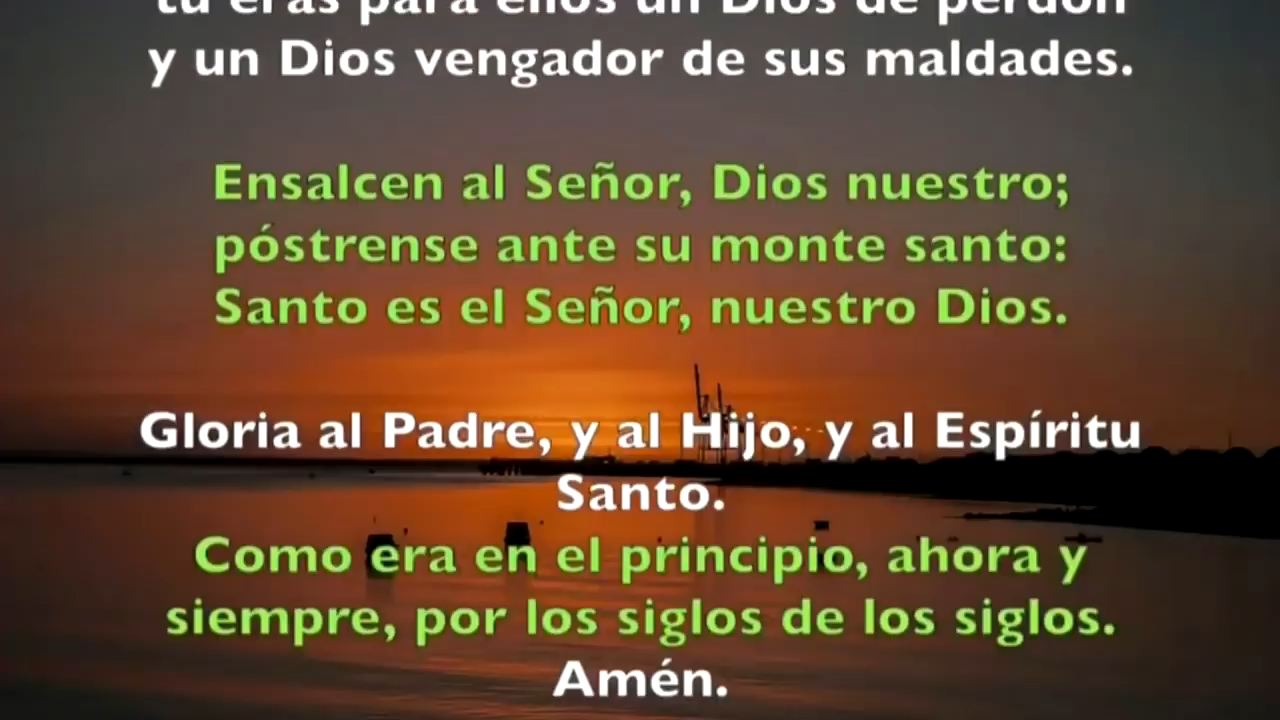 tú eras para ellos un Dios de perdón
y un Dios vengador de sus maldades.
Ensalcen al Señor, Dios nuestro;
póstrense ante su monte santo:
Santo es el Señor, nuestro Dios.
Gloria al Padre, y al Hijo, y al Espíritu
Santo.
Como era en el principio, ahora y
siempre, por los siglos de los siglos.
Amén.